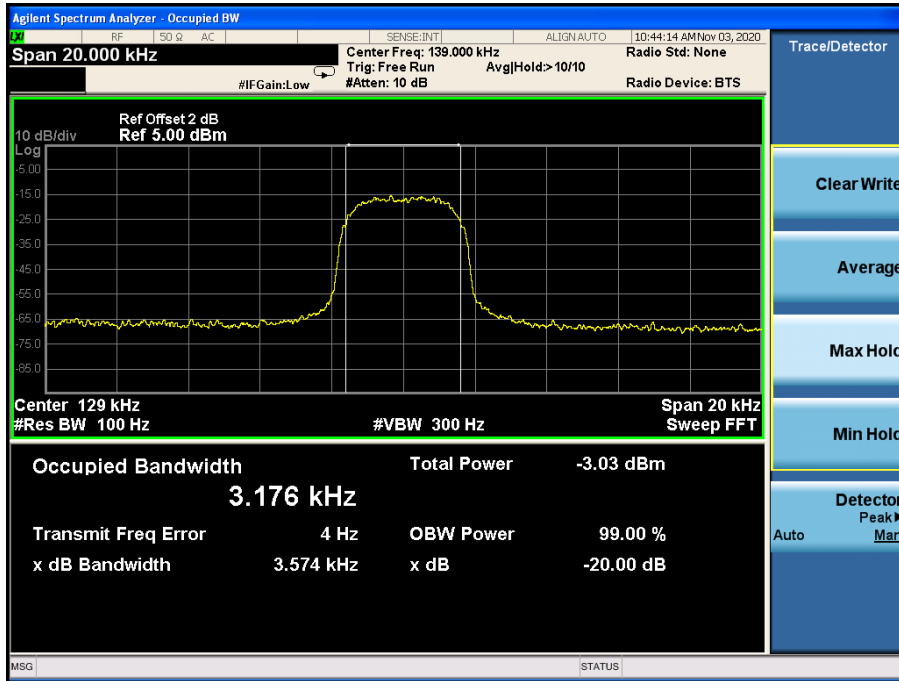 Agilent Spectrum Analyzer - Occupied BW
LXI RF 50 Ω AC SENSE:INT ALIGN AUTO 10:44:14 AM Nov 03, 2020
Span 20.000 kHz
Center Freq: 139.000 kHz
Radio Std: None
Trig: Free Run Avg|Hold:> 10/10
#IFGain:Low #Atten: 10 dB Radio Device: BTS
Ref Offset 2 dB
10 dB/div Ref 5.00 dBm
Log
-5.00
-15.0
-25.0
-35.0
-45.0
-55.0
-65.0
-75.0
-85.0
Center 129 kHz Span 20 kHz
#Res BW 100 Hz #VBW 300 Hz Sweep FFT
Occupied Bandwidth Total Power -3.03 dBm
3.176 kHz
Transmit Freq Error 4 Hz OBW Power 99.00 %
x dB Bandwidth 3.574 kHz x dB -20.00 dB
MSG STATUS
Trace/Detector
Clear Write
Average
Max Hold
Min Hold
Detector
Peak
Auto Man